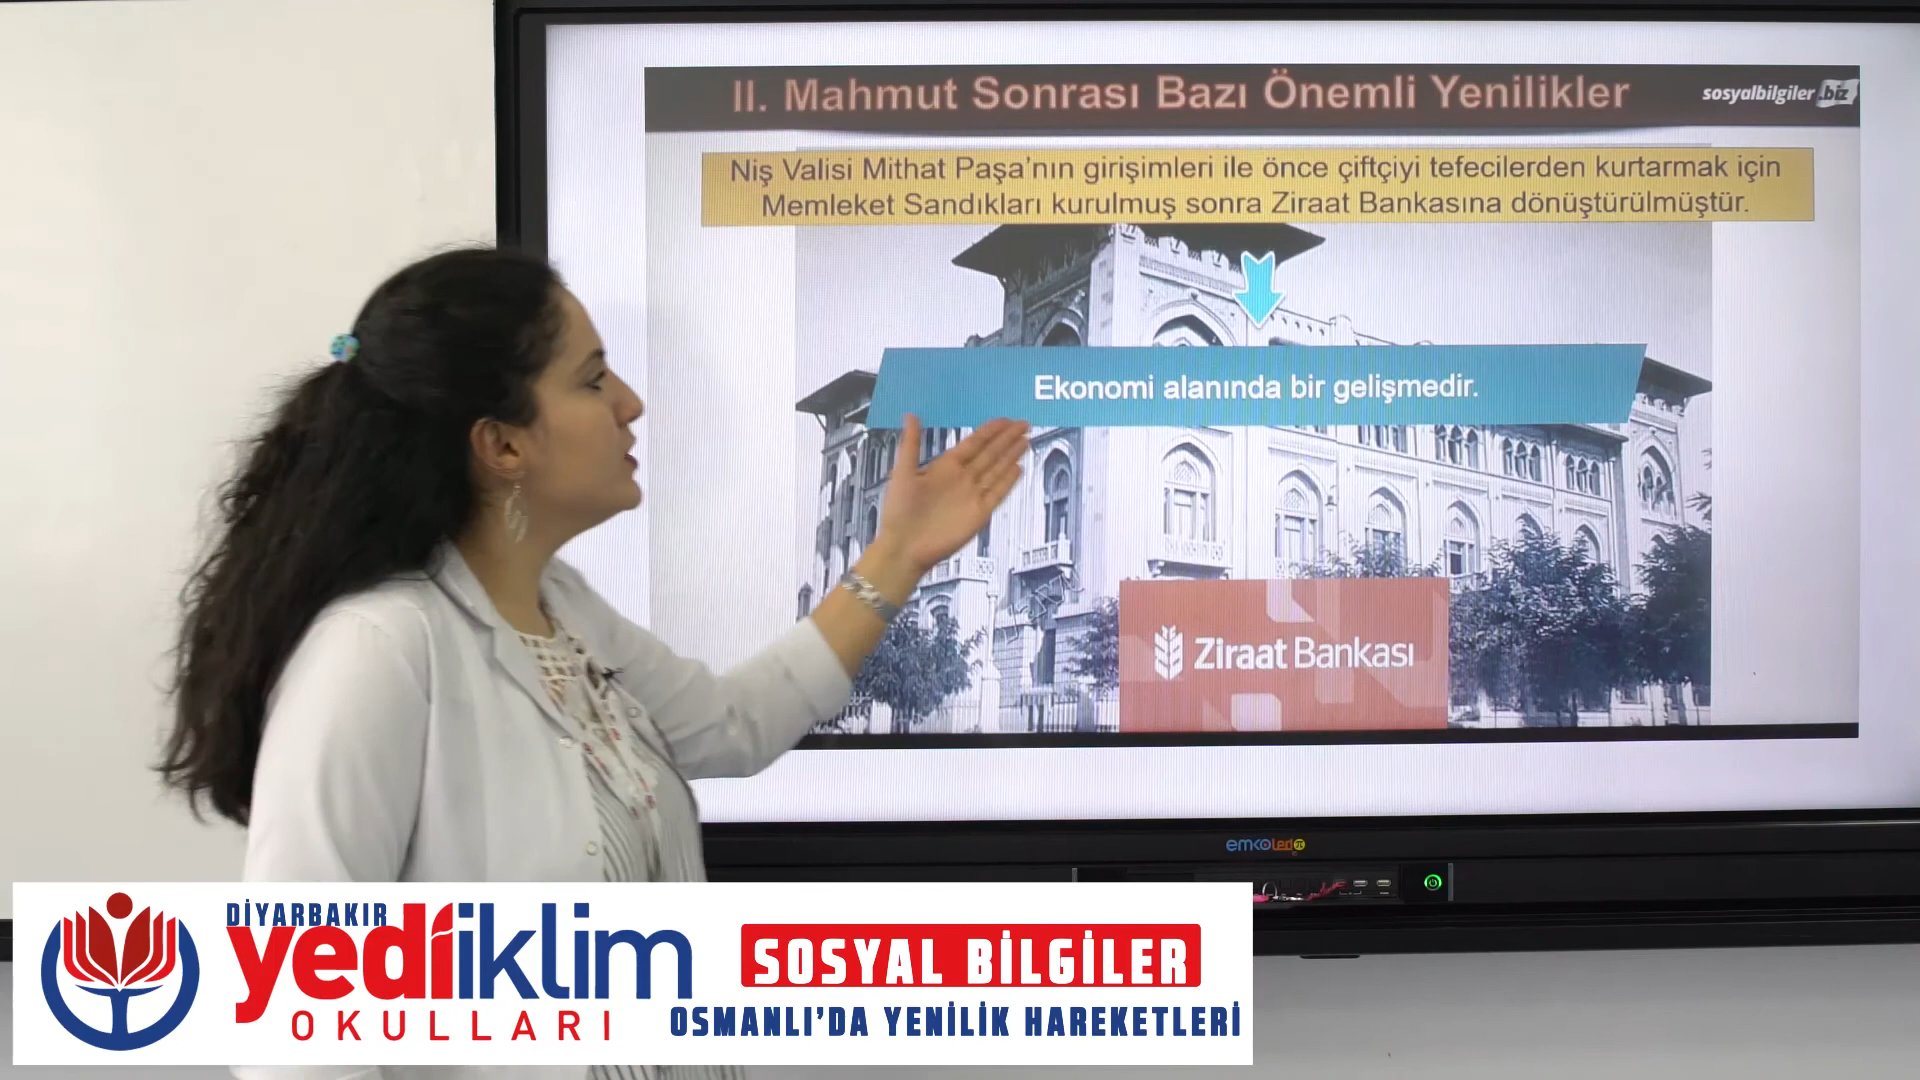 II. Mahmut Sonrası Bazı Önemli Yenilikler
sosyalbilgiler.biz
Niş Valisi Mithat Paşa'nın girişimleri ile önce çiftçiyi tefecilerden kurtarmak için
Memleket Sandıkları kurulmuş sonra Ziraat Bankasına dönüştürülmüştür.
Ekonomi alanında bir gelişmedir.
Ziraat Bankası
emkoled
DİYARBAKIR
yediiklim
OKULLARI
SOSYAL BİLGİLER
OSMANLI'DA YENİLİK HAREKETLERİ